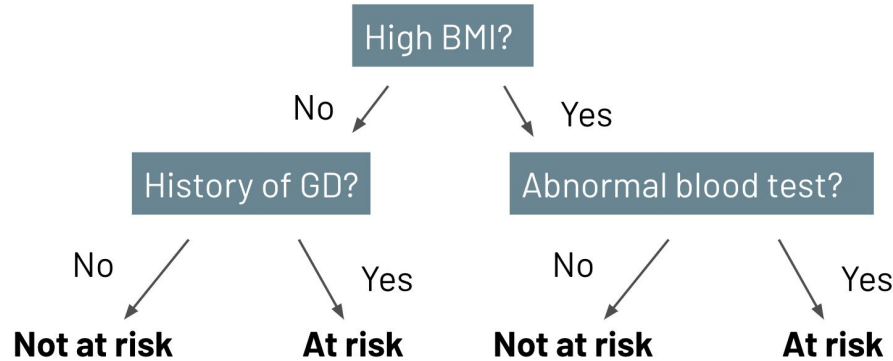 High BMI?
No
Yes
History of GD?
Abnormal blood test?
No
Yes
No
Yes
Not at risk
At risk
Not at risk
At risk